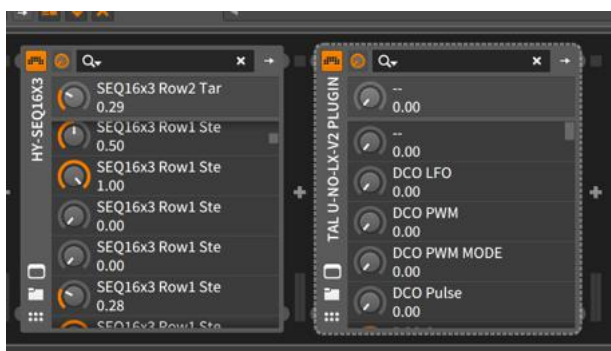 HY-SEQ16X3
SEQ16x3 Row2 Tar
0.29
SEQ16x3 Row1 Ste
0.50
SEQ16x3 Row1 Ste
1.00
SEQ16x3 Row1 Ste
0.00
SEQ16x3 Row1 Ste
0.00
SEQ16x3 Row1 Ste
0.28
SEQ16x3 Row1 Ste
TAL U-NO-LX-V2 PLUGIN
--
0.00
--
0.00
DCO LFO
0.00
DCO PWM
0.00
DCO PWM MODE
0.00
DCO Pulse
0.00